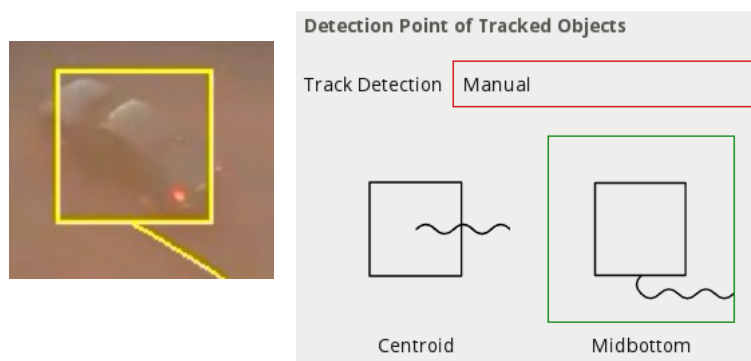 Detection Point of Tracked Objects
Track Detection Manual
Centroid Midbottom